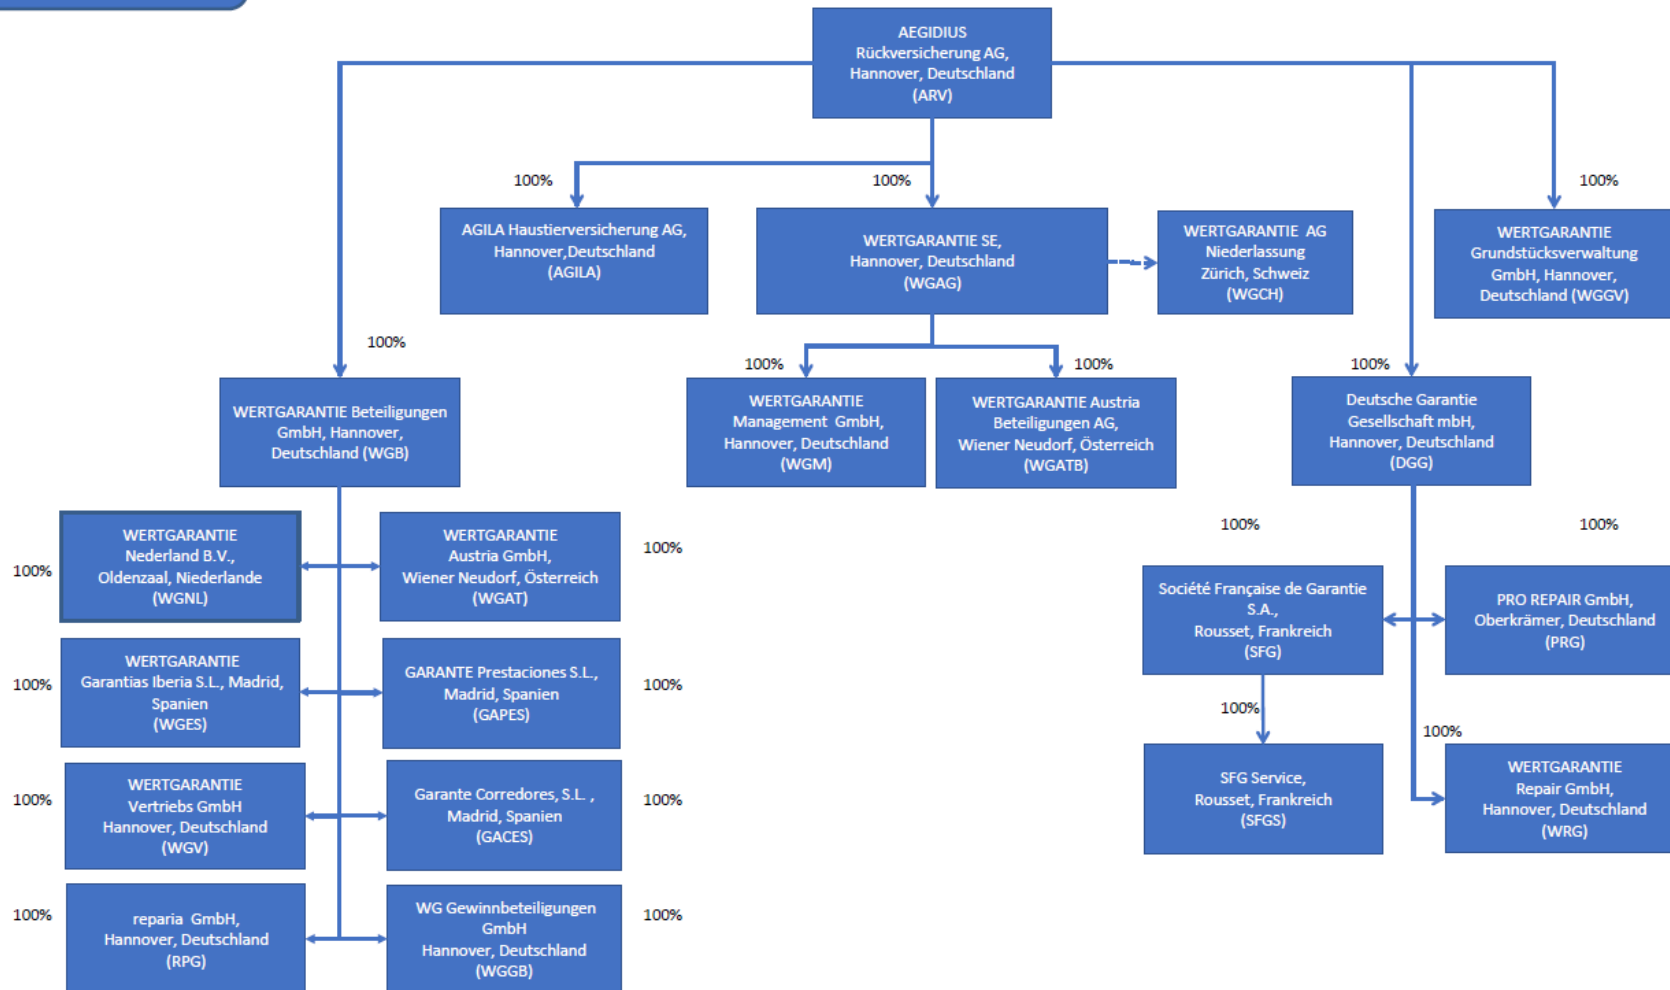 AEGIDIUS
Rückversicherung AG,
Hannover, Deutschland
(ARV)
100%
100%
100%
AGILA Haustierversicherung AG,
Hannover,Deutschland
(AGILA)
WERTGARANTIE SE,
Hannover, Deutschland
(WGAG)
WERTGARANTIE AG
Niederlassung
Zürich, Schweiz
(WGCH)
WERTGARANTIE
Grundstücksverwaltung
GmbH, Hannover,
Deutschland (WGGV)
100%
100%
100%
100%
WERTGARANTIE Beteiligungen
GmbH, Hannover,
Deutschland (WGB)
WERTGARANTIE
Management GmbH,
Hannover, Deutschland
(WGM)
WERTGARANTIE Austria
Beteiligungen AG,
Wiener Neudorf, Österreich
(WGATB)
Deutsche Garantie
Gesellschaft mbH,
Hannover, Deutschland
(DGG)
100%
WERTGARANTIE
Nederland B.V.,
Oldenzaal, Niederlande
(WGNL)
WERTGARANTIE
Austria GmbH,
Wiener Neudorf, Österreich
(WGAT)
100%
100%
100%
Société Française de Garantie
S.A.,
Rousset, Frankreich
(SFG)
PRO REPAIR GmbH,
Oberkrämer, Deutschland
(PRG)
100%
WERTGARANTIE
Garantias Iberia S.L., Madrid,
Spanien
(WGES)
GARANTE Prestaciones S.L.,
Madrid, Spanien
(GAPES)
100%
100%
100%
100%
WERTGARANTIE
Vertriebs GmbH
Hannover, Deutschland
(WGV)
Garante Corredores, S.L. ,
Madrid, Spanien
(GACES)
100%
SFG Service,
Rousset, Frankreich
(SFGS)
WERTGARANTIE
Repair GmbH,
Hannover, Deutschland
(WRG)
100%
reparia GmbH,
Hannover, Deutschland
(RPG)
WG Gewinnbeteiligungen
GmbH
Hannover, Deutschland
(WGGB)
100%